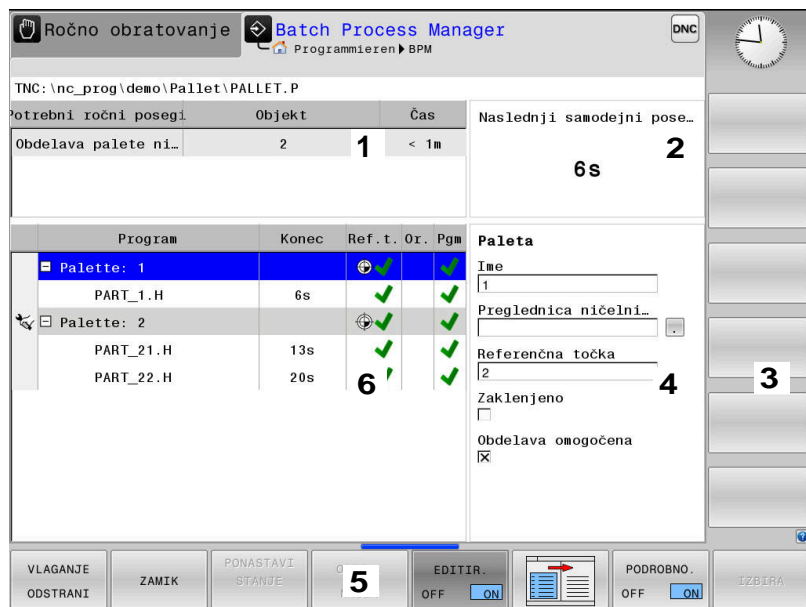 Ročno obratovanje
Batch Process Manager
Programmieren BPM
DNC
TNC:\nc_prog\demo\Pallet\PALLET.P
Potrebni ročni posegi Objekt Čas
Obdelava palete ni… 2 1 < 1m
Naslednji samodejni pose…
2
6s
Program Konec Ref.t. Or. Pgm
Palette: 1
PART_1.H 6s
Palette: 2
PART_21.H 13s
PART_22.H 20s
6
Paleta
Ime
1
Preglednica ničelni…
.
Referenčna točka
2
4
Zaklenjeno
Obdelava omogočena
3
VLAGANJE
ODSTRANI
ZAMIK
PONASTAVI
STANJE
5
EDITIR.
OFF ON
PODROBNO.
OFF ON
IZBIRA